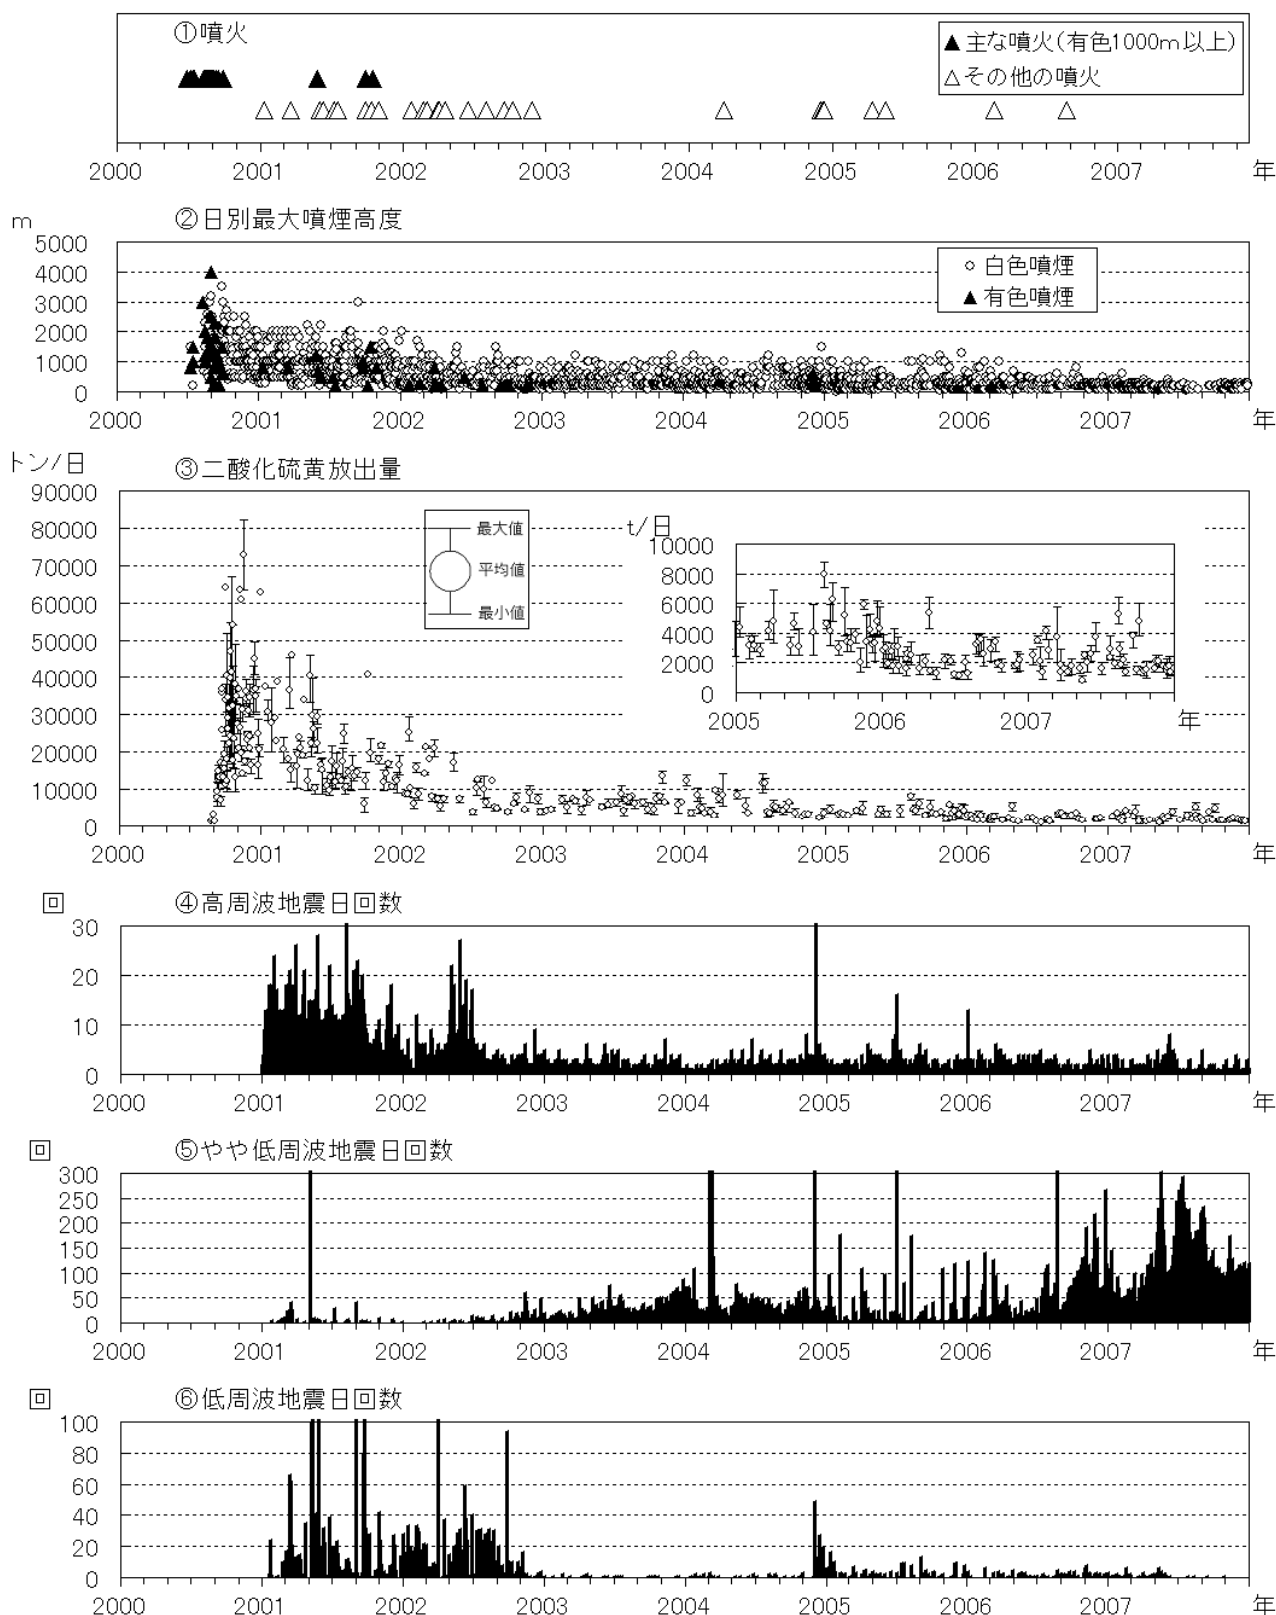 ①噴火
▲主な噴火(有色1000m以上)
△その他の噴火
2000 2001 2002 2003 2004 2005 2006 2007 年
m ②日別最大噴煙高度
5000
4000
3000
2000
1000
0
○ 白色噴煙
▲ 有色噴煙
2000 2001 2002 2003 2004 2005 2006 2007 年
トン/日 ③二酸化硫黄放出量
90000
80000
70000
60000
50000
40000
30000
20000
10000
0
最大値
平均値
最小値
t/日
10000
8000
6000
4000
2000
0
2005 2006 2007 年
2000 2001 2002 2003 2004 2005 2006 2007 年
回 ④高周波地震日回数
30
20
10
0
2000 2001 2002 2003 2004 2005 2006 2007 年
回 ⑤やや低周波地震日回数
300
250
200
150
100
50
0
2000 2001 2002 2003 2004 2005 2006 2007 年
回 ⑥低周波地震日回数
100
80
60
40
20
0
2000 2001 2002 2003 2004 2005 2006 2007 年